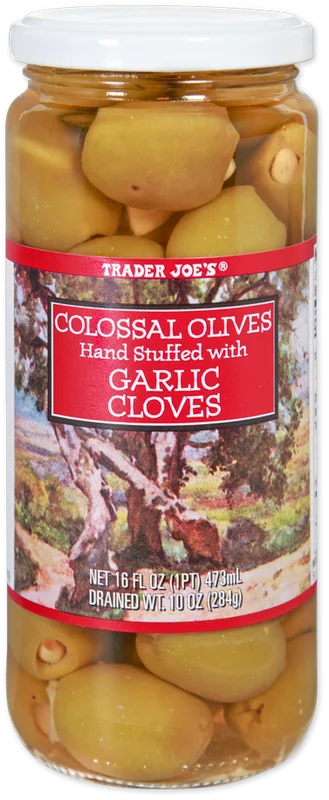 TRADER JOE'S®
COLOSSAL OLIVES
Hand Stuffed with
GARLIC
CLOVES
NET 16 FL OZ (1PT) 473mL
DRAINED WT. 10 OZ (284g)